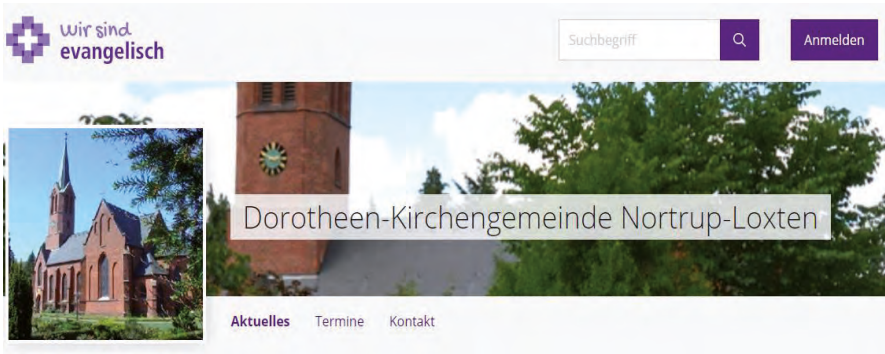 wir sind
evangelisch
Suchbegriff
Anmelden
Dorotheen-Kirchengemeinde Nortrup-Loxten
Aktuelles Termine Kontakt